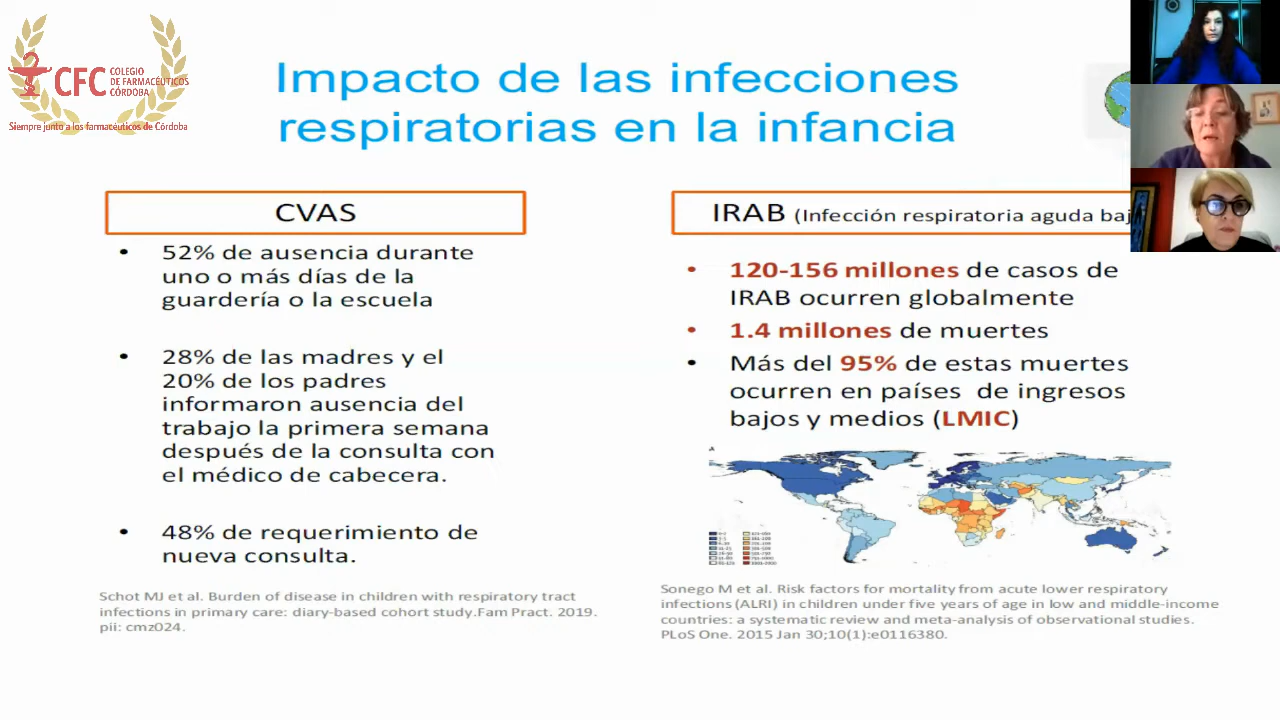 CFC
COLEGIO
DE FARMACÉUTICOS
CÓRDOBA
Siempre junto a los farmacéuticos de Córdoba
Impacto de las infecciones
respiratorias en la infancia
CVAS
• 52% de ausencia durante
uno o más días de la
guardería o la escuela
• 28% de las madres y el
20% de los padres
informaron ausencia del
trabajo la primera semana
después de la consulta con
el médico de cabecera.
• 48% de requerimiento de
nueva consulta.
Schot MJ et al. Burden of disease in children with respiratory tract
infections in primary care: diary-based cohort study.Fam Pract. 2019.
pii: cmz024.
IRAB (Infección respiratoria aguda baj
• 120-156 millones de casos de
IRAB ocurren globalmente
• 1.4 millones de muertes
• Más del 95% de estas muertes
ocurren en países de ingresos
bajos y medios (LMIC)
A
Sonego M et al. Risk factors for mortality from acute lower respiratory
infections (ALRI) in children under five years of age in low and middle-income
countries: a systematic review and meta-analysis of observational studies.
PLoS One. 2015 Jan 30;10(1):e0116380.